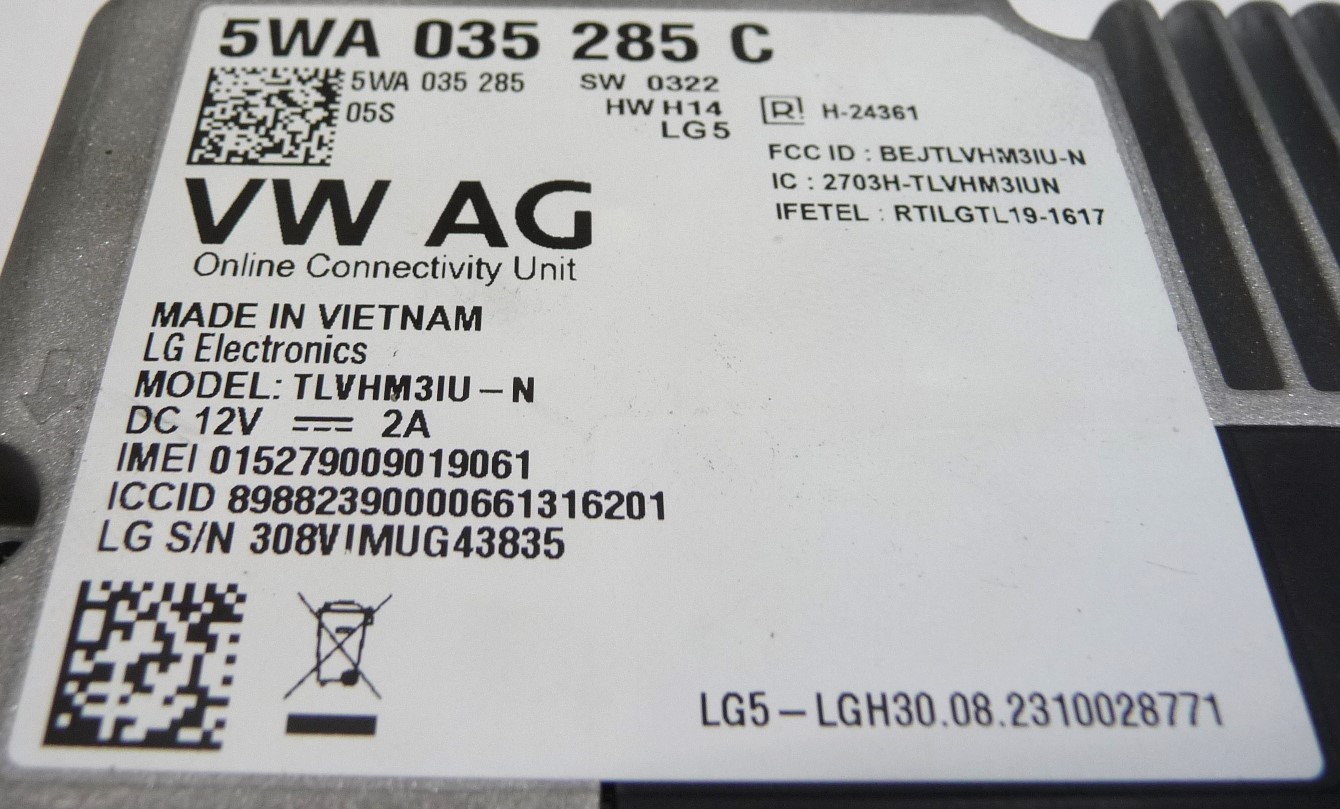 5WA 035 285 C
5WA 035 285 SW 0322
05S HW H14
LG5
R! H-24361
FCC ID : BEJTLVHM3IU-N
IC : 2703H-TLVHM3IUN
IFETEL : RTILGTL19-1617
VW AG
Online Connectivity Unit
MADE IN VIETNAM
LG Electronics
MODEL: TLVHM3IU-N
DC 12V ⎓ 2A
IMEI 015279009019061
ICCID 89882390000661316201
LG S/N 308VIMUG43835
LG5-LGH30.08.2310028771